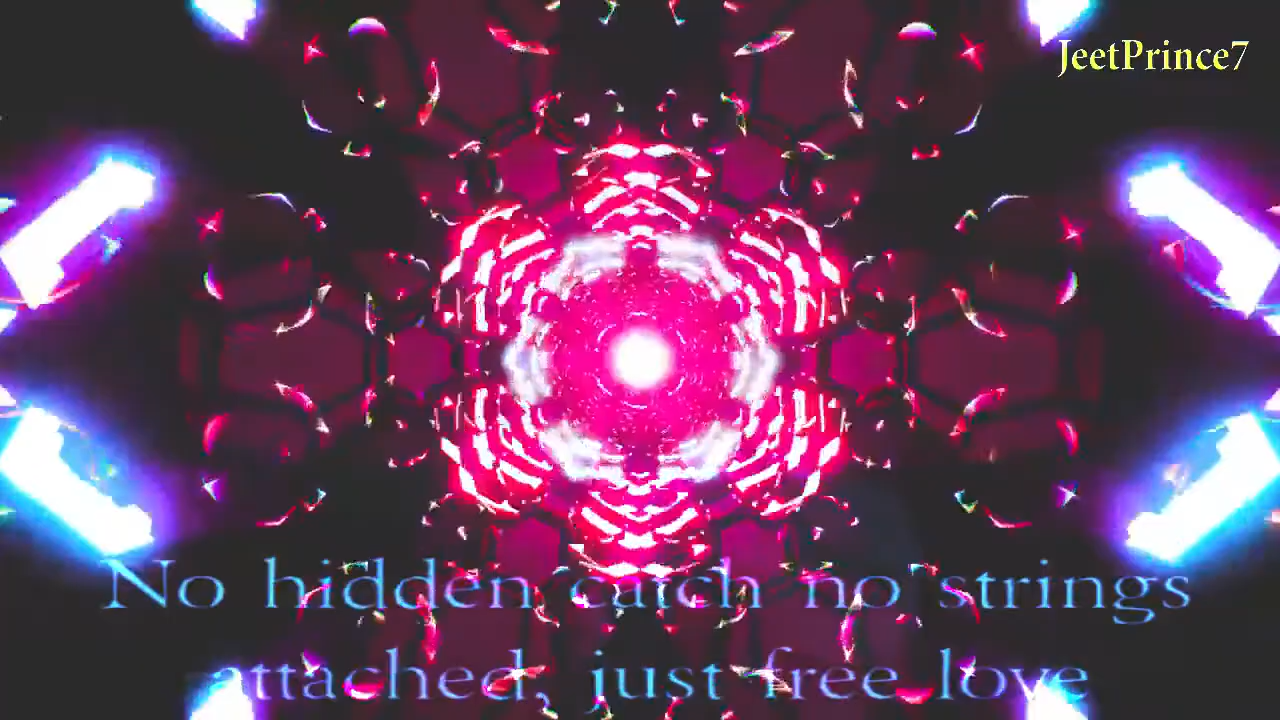 JeetPrince7
No hidden catch no strings
attached, just free love